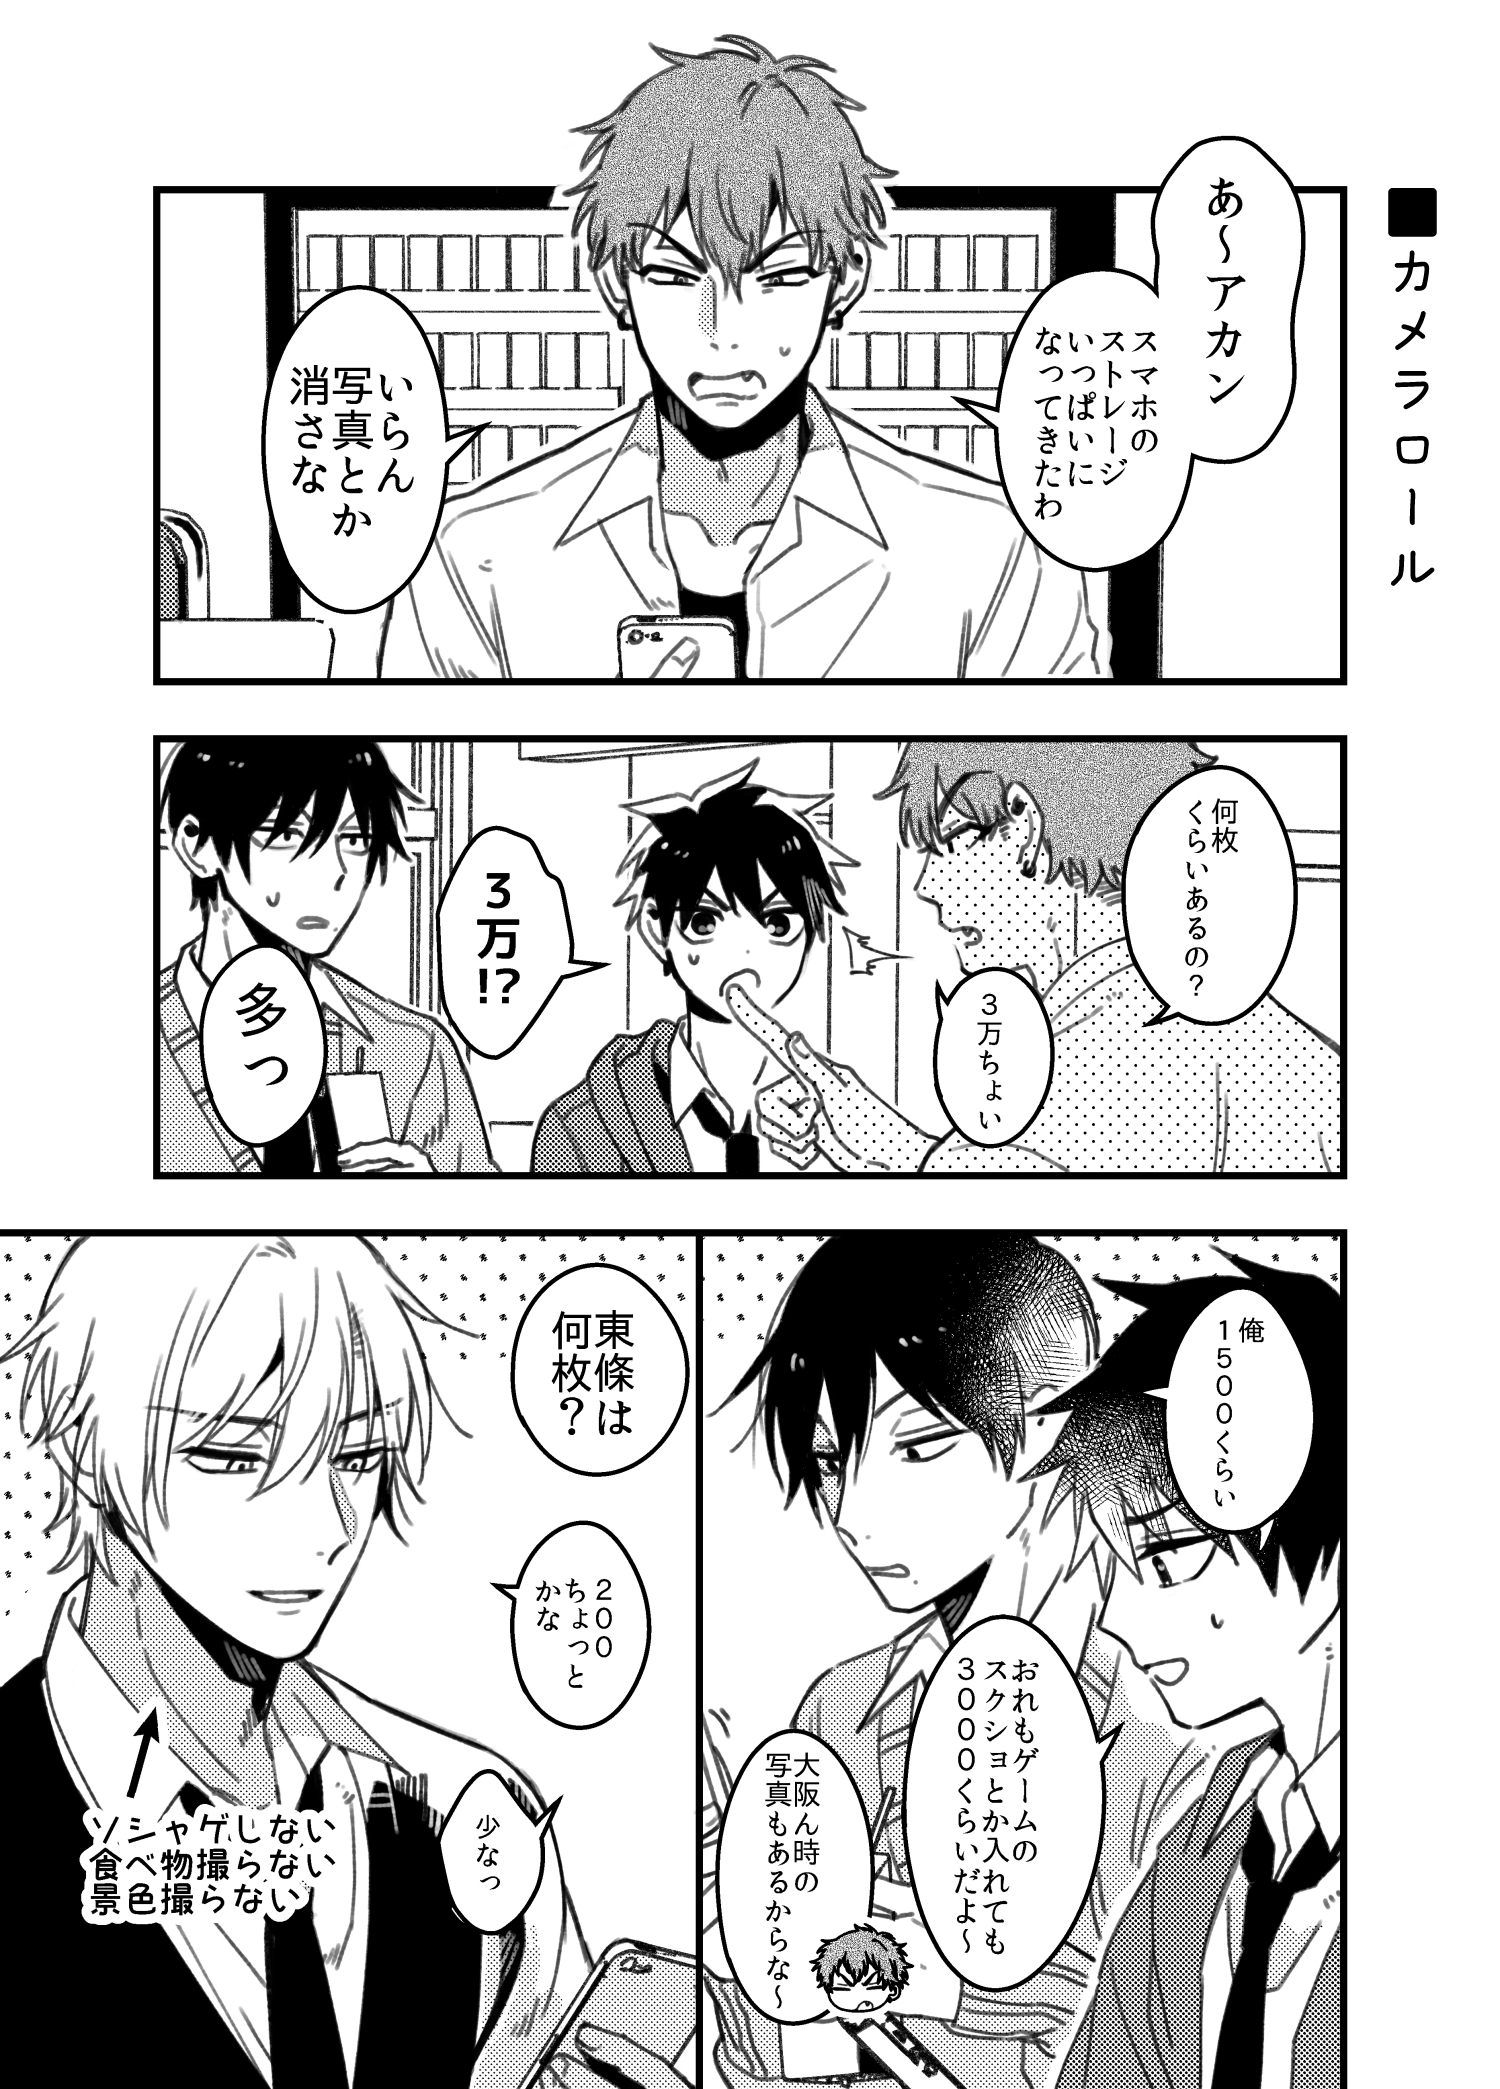 ■カメラロール
あ〜アカン
スマホの
ストレージ
いっぱいに
なってきたわ
いらん
写真とか
消さな
何枚
くらいあるの？
３万ちょい
３万!?
多っ
俺
１５００くらい
おれもゲームの
スクショとか入れても
３０００くらいだよ〜
大阪ん時の
写真もあるからな〜
東條は
何枚？
２００
ちょっと
かな
少なっ
ソシャゲしない
食べ物撮らない
景色撮らない